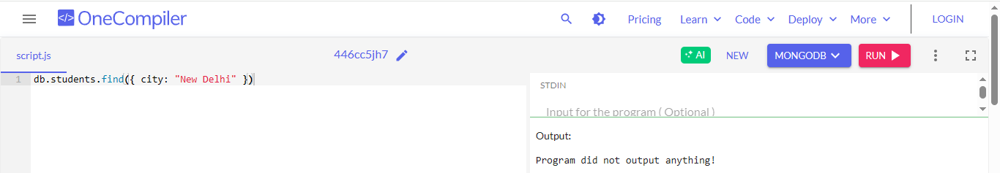 </> OneCompiler
Pricing Learn Code Deploy More LOGIN
script.js 446cc5jh7 AI NEW MONGODB RUN
1 db.students.find({ city: "New Delhi" })
STDIN
Input for the program ( Optional )
Output:
Program did not output anything!